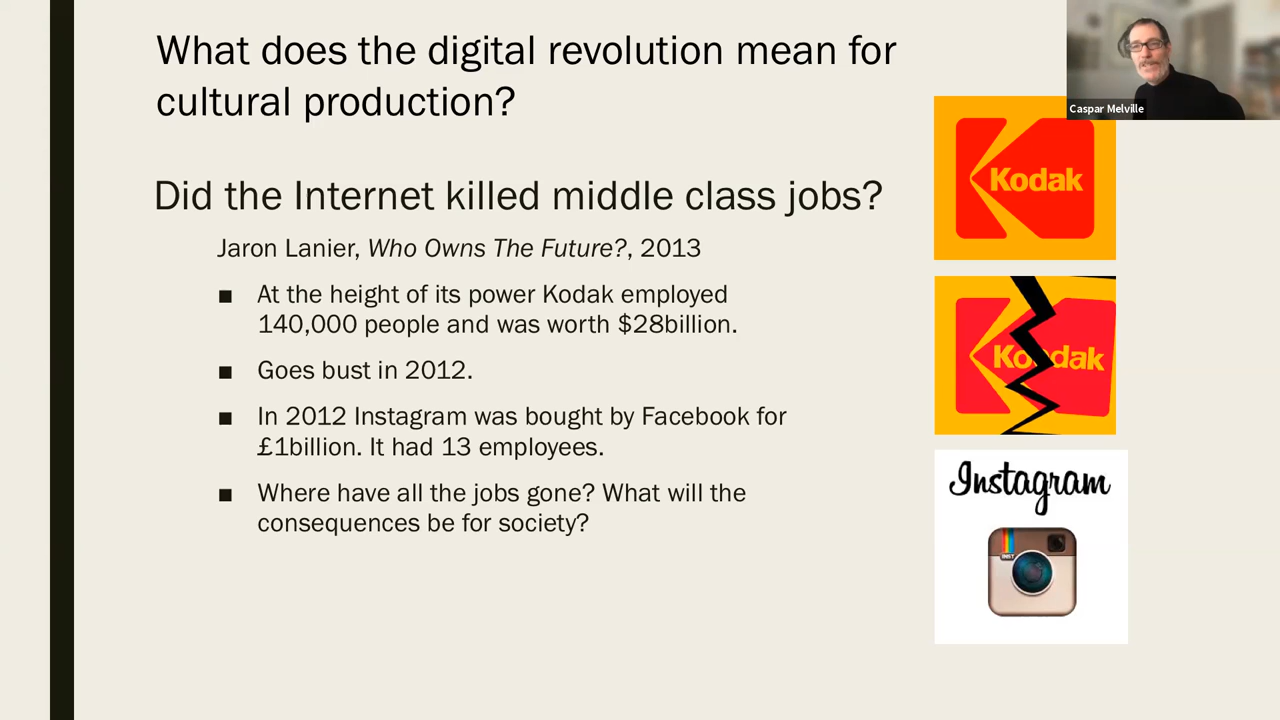 What does the digital revolution mean for
cultural production?
Did the Internet killed middle class jobs?
Jaron Lanier, Who Owns The Future?, 2013
■ At the height of its power Kodak employed
140,000 people and was worth $28billion.
■ Goes bust in 2012.
■ In 2012 Instagram was bought by Facebook for
£1billion. It had 13 employees.
■ Where have all the jobs gone? What will the
consequences be for society?
Caspar Melville
Kodak
Kodak
Instagram
INST